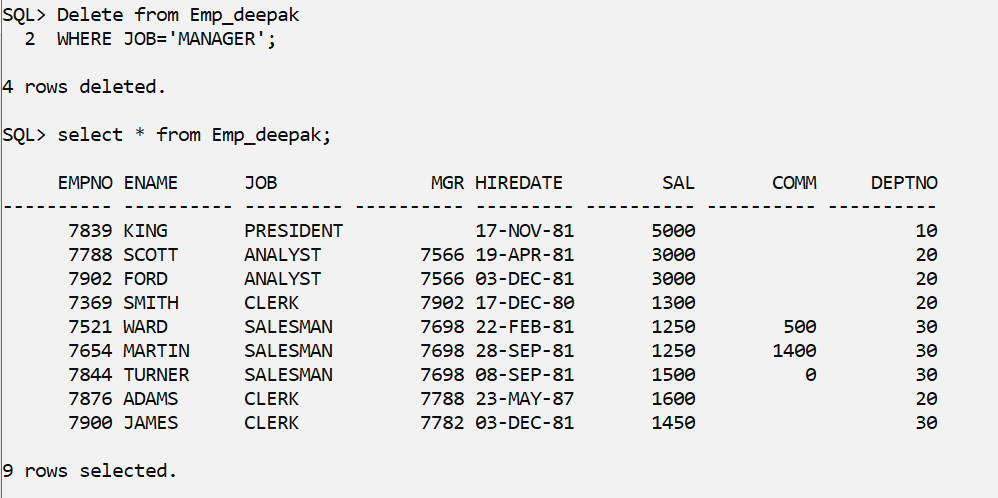 SQL> Delete from Emp_deepak
  2  WHERE JOB='MANAGER';
4 rows deleted.
SQL> select * from Emp_deepak;
     EMPNO ENAME      JOB              MGR HIREDATE         SAL       COMM     DEPTNO
---------- ---------- --------- ---------- --------- ---------- ---------- ----------
      7839 KING       PRESIDENT            17-NOV-81       5000                    10
      7788 SCOTT      ANALYST         7566 19-APR-81       3000                    20
      7902 FORD       ANALYST         7566 03-DEC-81       3000                    20
      7369 SMITH      CLERK           7902 17-DEC-80       1300                    20
      7521 WARD       SALESMAN        7698 22-FEB-81       1250        500         30
      7654 MARTIN     SALESMAN        7698 28-SEP-81       1250       1400         30
      7844 TURNER     SALESMAN        7698 08-SEP-81       1500          0         30
      7876 ADAMS      CLERK           7788 23-MAY-87       1600                    20
      7900 JAMES      CLERK           7782 03-DEC-81       1450                    30
9 rows selected.